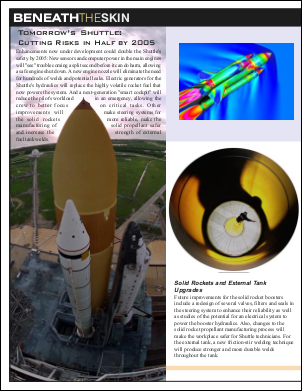 BENEATHTHESKIN
Tomorrow's Shuttle:
Cutting Risks in Half by 2005
Enhancements now under development could double the Shuttle's
safety by 2005: New sensors and computer power in the main engines
will "see" trouble coming a split second before it can do harm, allowing
a safe engine shutdown. A new engine nozzle will eliminate the need
for hundreds of welds and potential leaks. Electric generators for the
Shuttle's hydraulics will replace the highly volatile rocket fuel that
now powers the system. And a next-generation "smart cockpit" will
reduce the pilot's workload in an emergency, allowing the
crew to better focus on critical tasks. Other
improvements will make steering systems for
the solid rockets more reliable, make the
manufacturing of solid propellant safer
and increase the strength of external
fuel tank welds.
Solid Rockets and External Tank
Upgrades
Future improvements for the solid rocket boosters
include a redesign of several valves, filters and seals in
the steering system to enhance their reliability as well
as studies of the potential for an electrical system to
power the booster hydraulics. Also, changes to the
solid rocket propellant manufacturing process will
make the workplace safer for Shuttle technicians. For
the external tank, a new friction-stir welding technique
will produce stronger and more durable welds
throughout the tank.